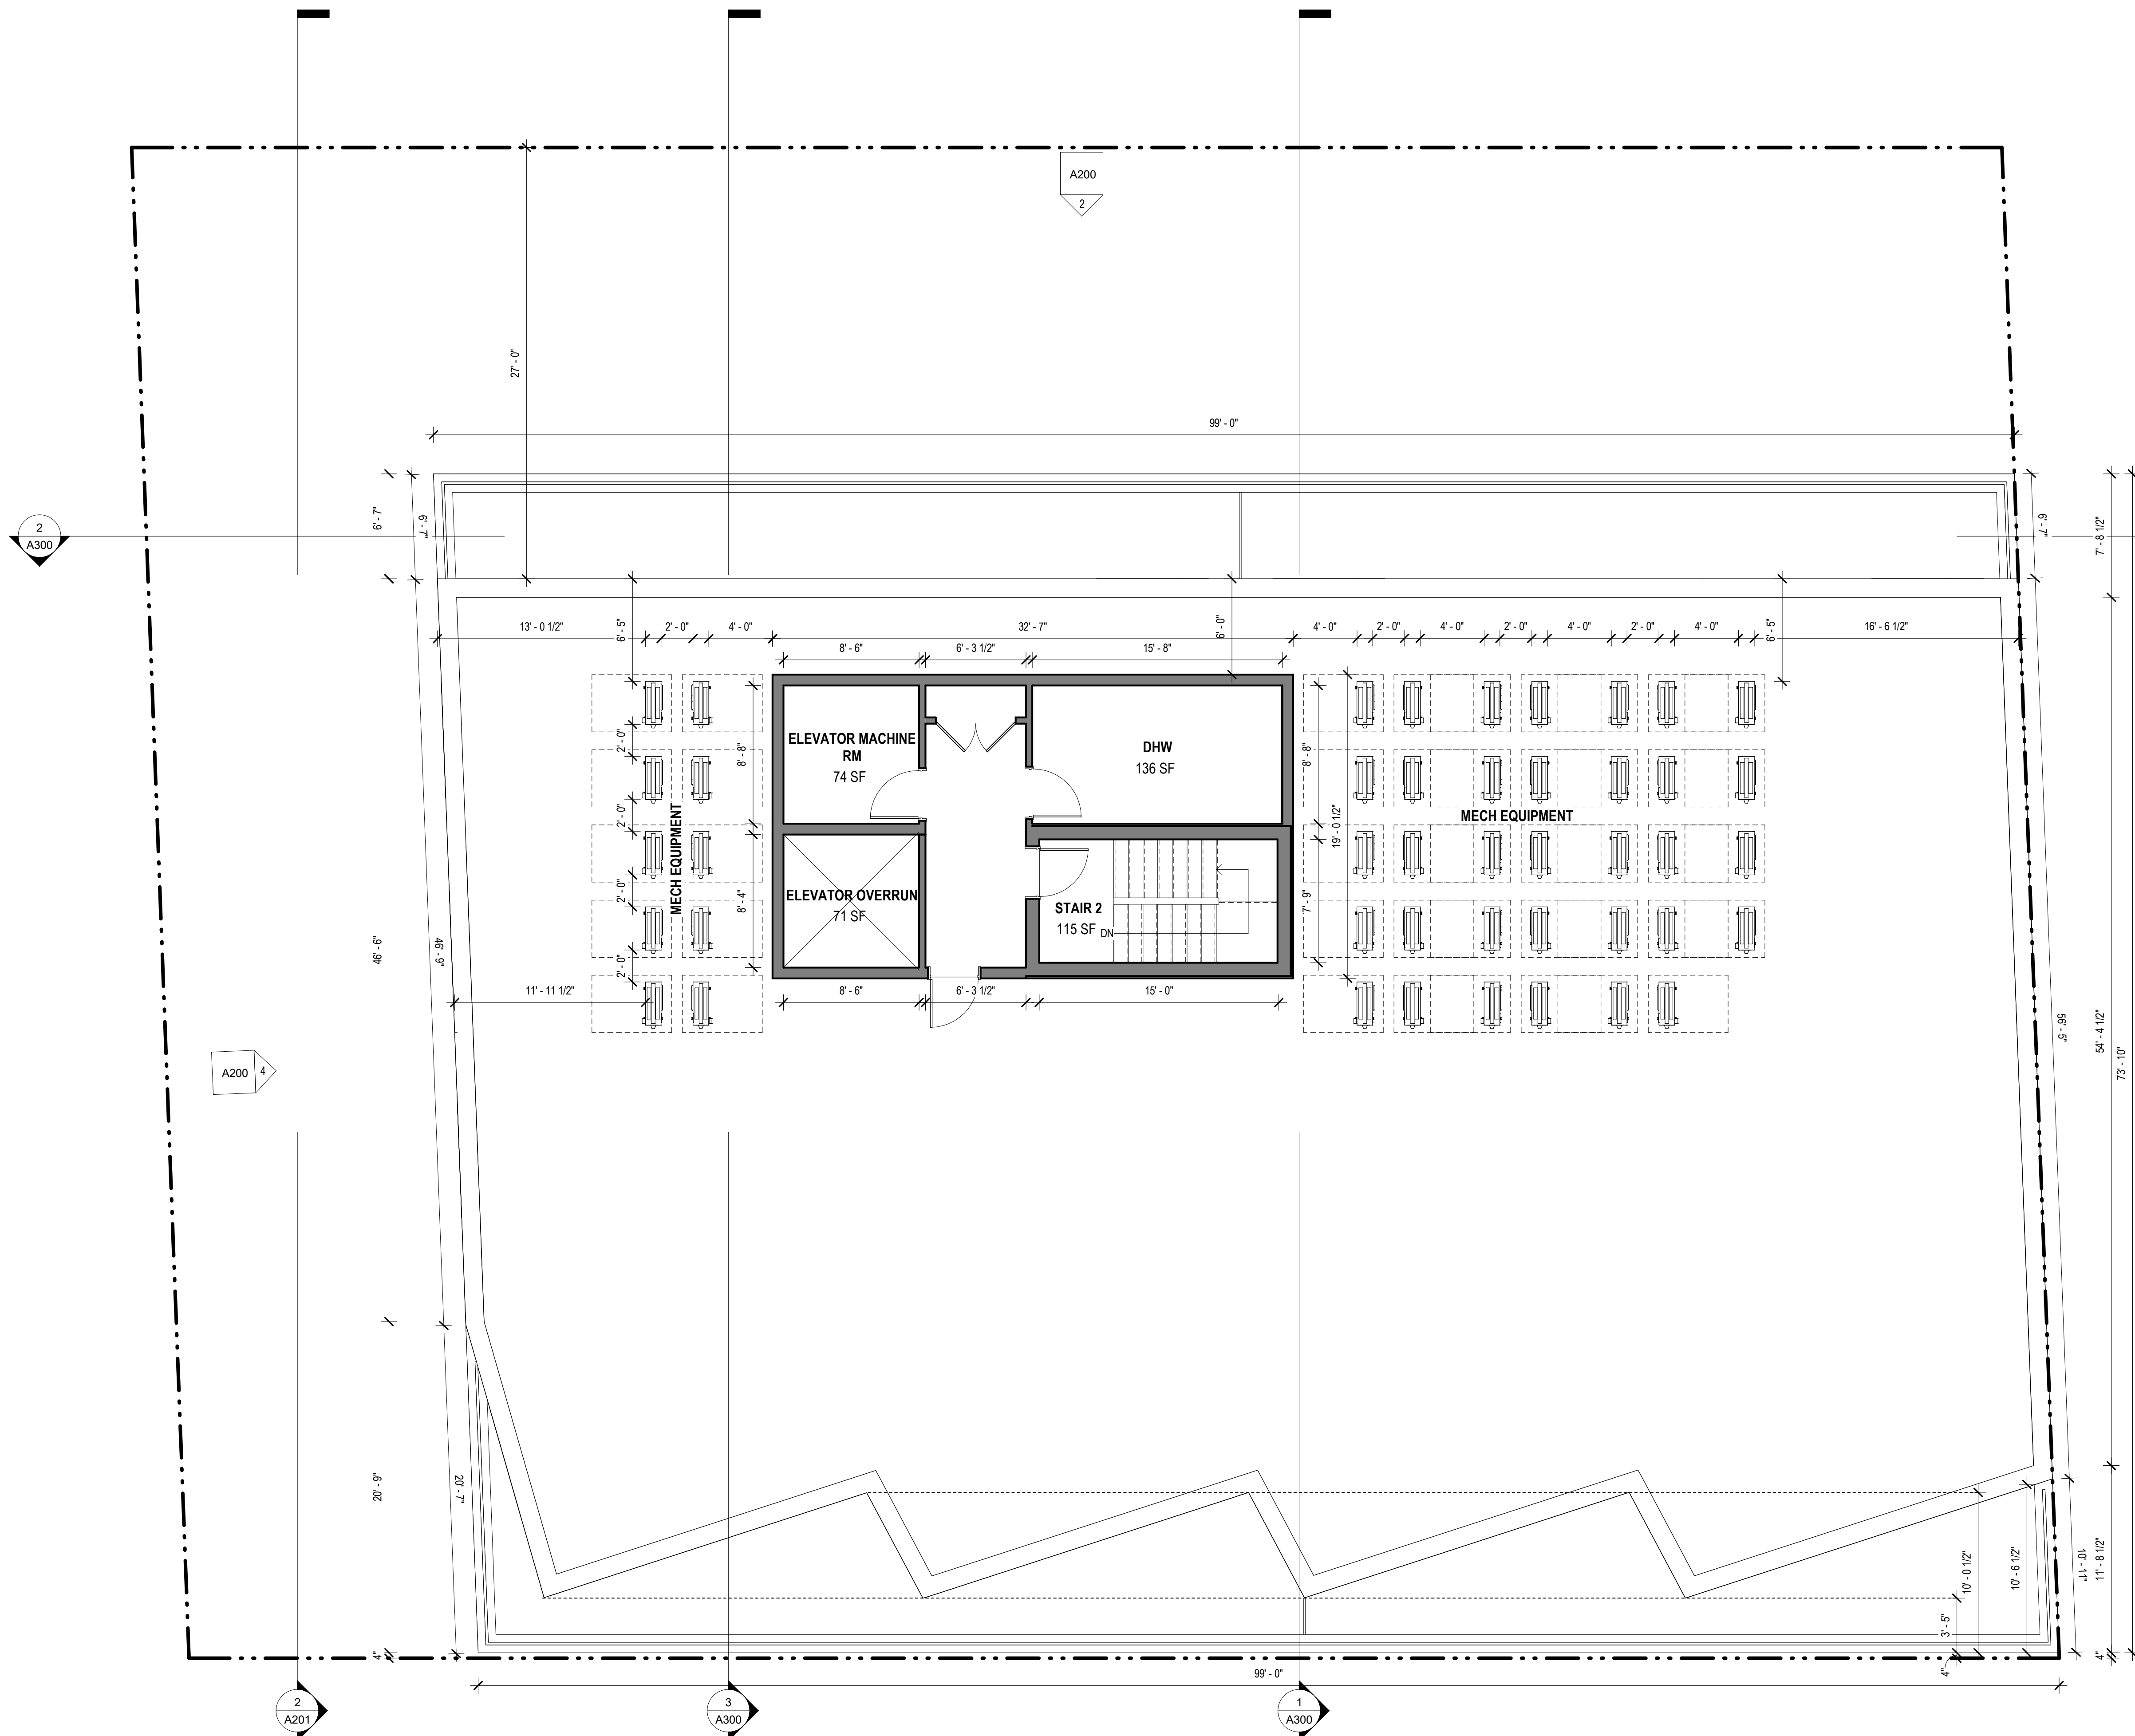 A200
2
27' - 0"
99' - 0"
2
A300
6' - 7"
6' - 7"
6' - 7"
7' - 8 1/2"
13' - 0 1/2"
6' - 5"
2' - 0"
4' - 0"
32' - 7"
6' - 0"
4' - 0"
2' - 0"
4' - 0"
2' - 0"
4' - 0"
2' - 0"
4' - 0"
6' - 5"
16' - 6 1/2"
8' - 6"
6' - 3 1/2"
15' - 8"
ELEVATOR MACHINE
RM
74 SF
DHW
136 SF
2' - 0"
8' - 8"
8' - 8"
2' - 0"
MECH EQUIPMENT
MECH EQUIPMENT
19' - 0 1/2"
2' - 0"
8' - 4"
ELEVATOR OVERRUN
71 SF
STAIR 2
115 SF
DN
7' - 9"
2' - 0"
46' - 6"
46' - 9"
11' - 11 1/2"
8' - 6"
6' - 3 1/2"
15' - 0"
56' - 5"
54' - 4 1/2"
73' - 10"
A200
4
20' - 9"
20' - 7"
10' - 0 1/2"
10' - 6 1/2"
10' - 11"
11' - 8 1/2"
3' - 5"
4"
4"
4"
99' - 0"
2
A201
3
A300
1
A300